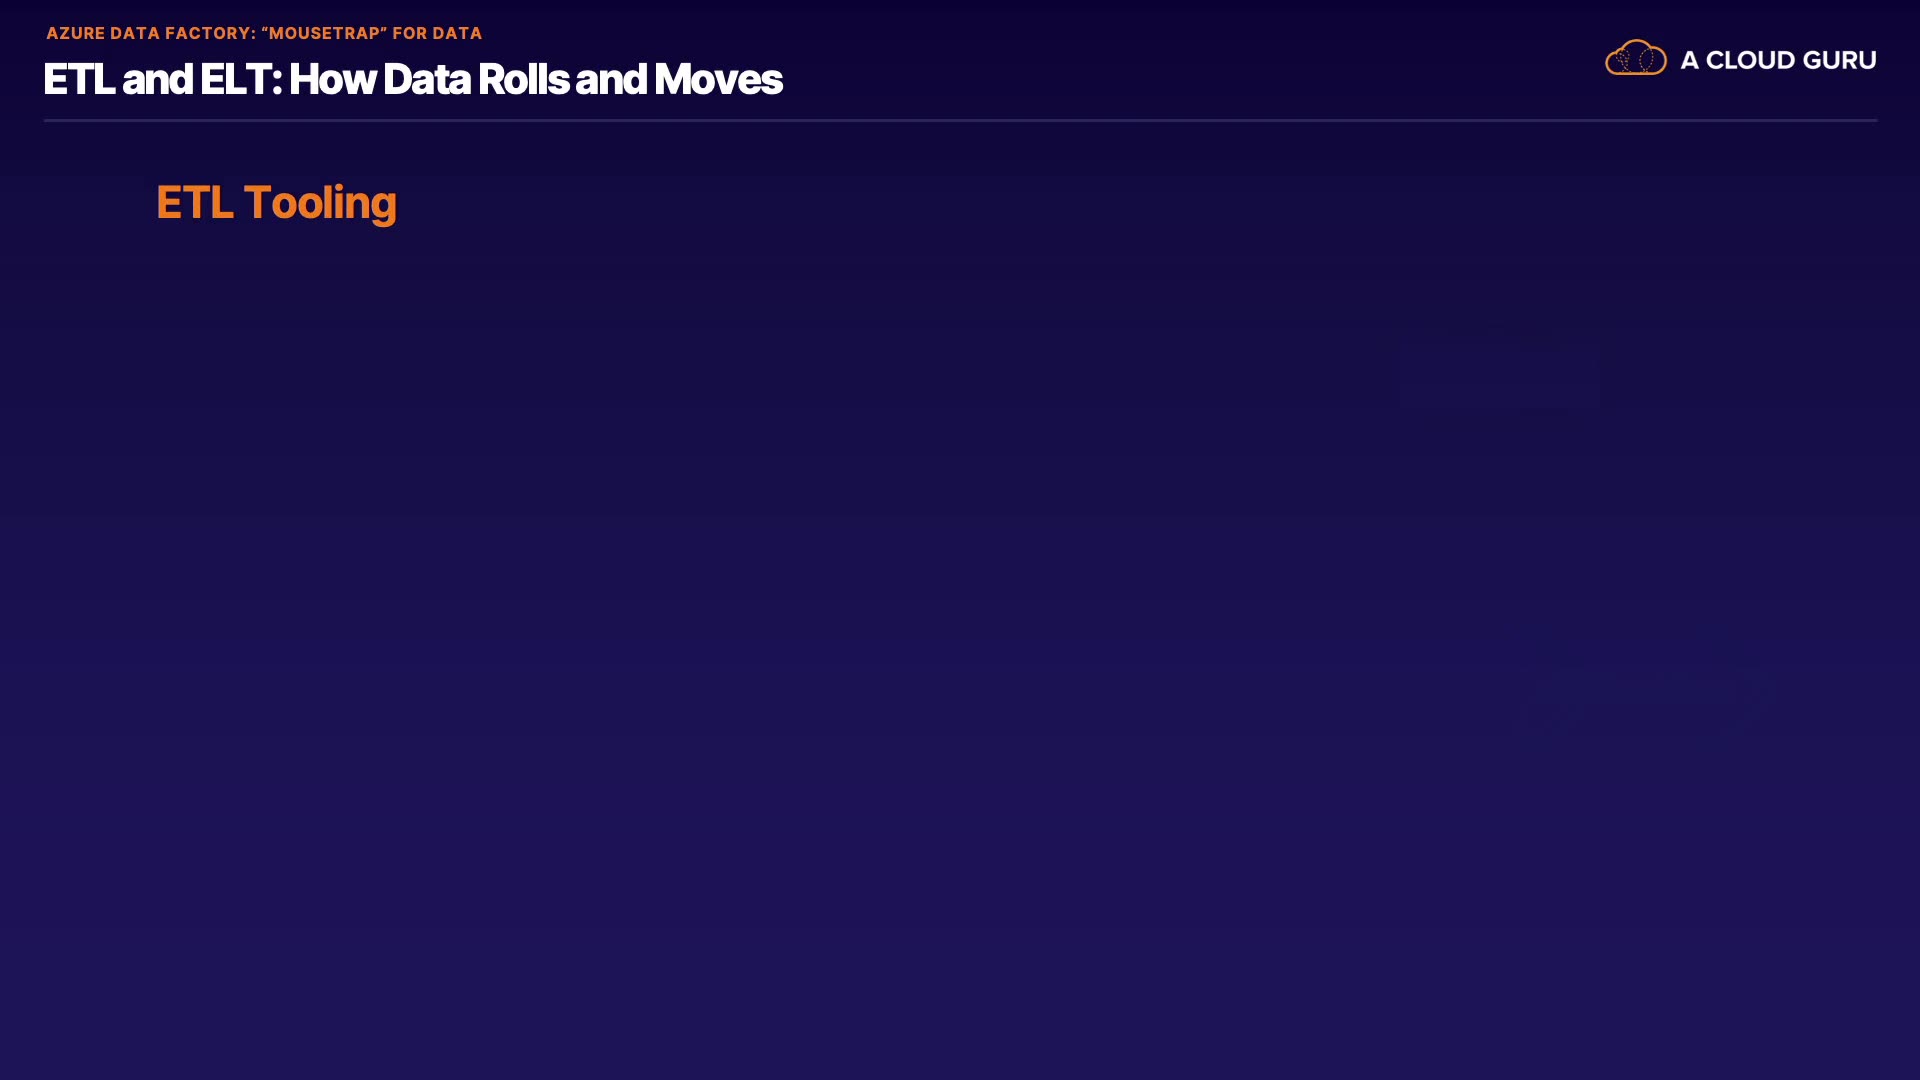 AZURE DATA FACTORY: “MOUSETRAP” FOR DATA
ETL and ELT: How Data Rolls and Moves
A CLOUD GURU
ETL Tooling